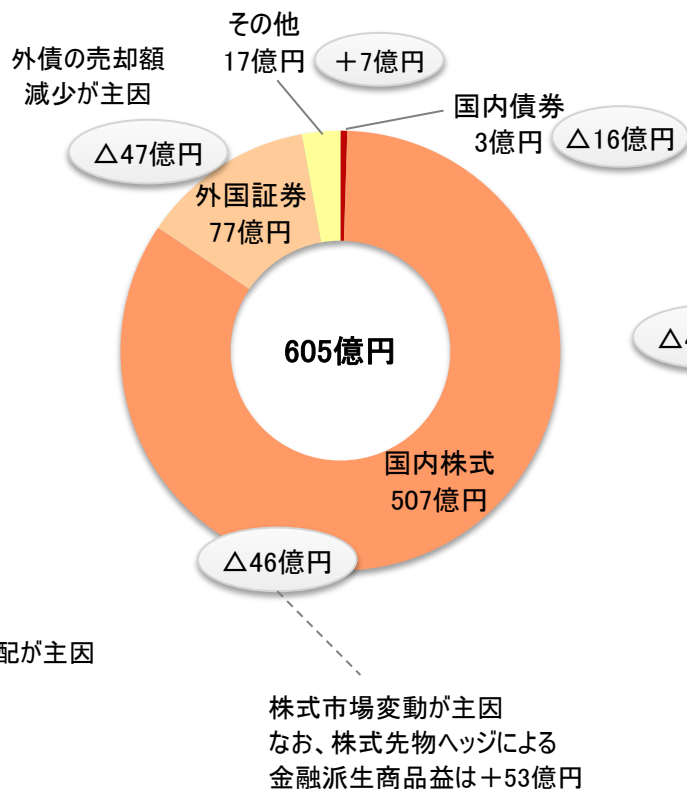 その他
17億円
＋7億円
外債の売却額
減少が主因
△47億円
国内債券
3億円
△16億円
外国証券
77億円
605億円
国内株式
507億円
△46億円
配が主因
株式市場変動が主因
なお、株式先物ヘッジによる
金融派生商品益は＋53億円